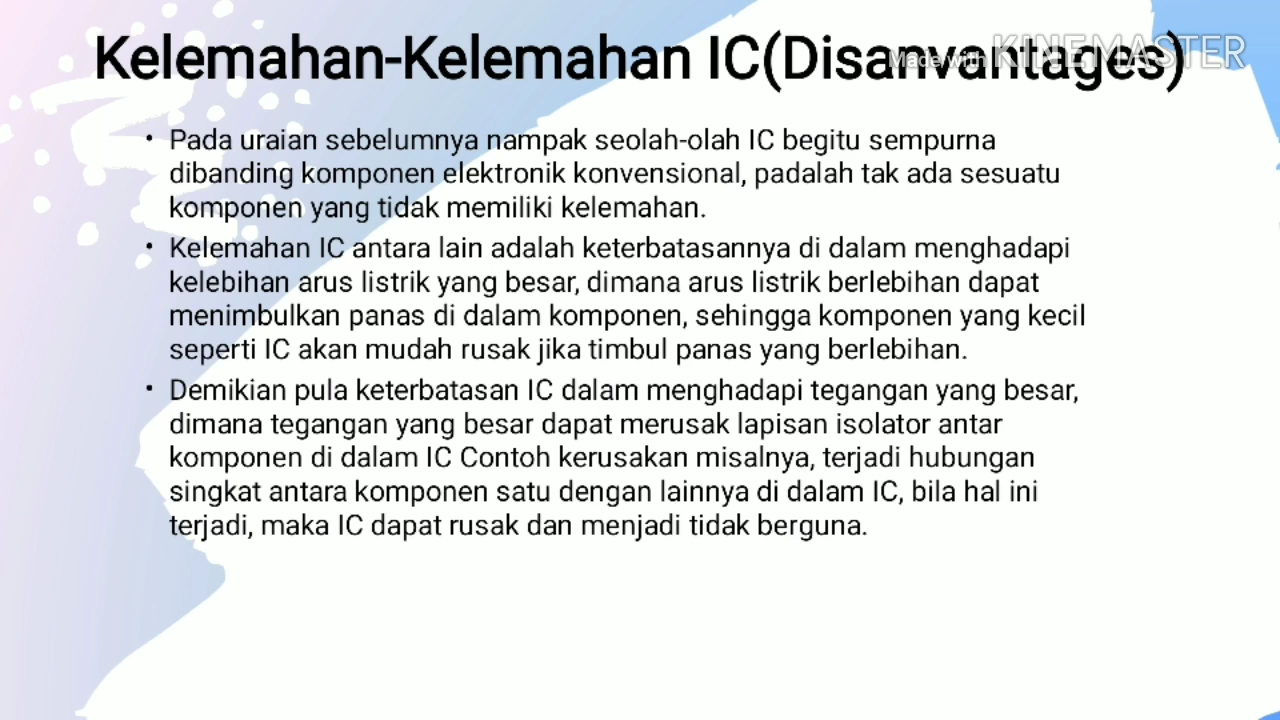 Kelemahan-Kelemahan IC(Disanvantages)
Made with KINEMASTER
• Pada uraian sebelumnya nampak seolah-olah IC begitu sempurna
dibanding komponen elektronik konvensional, padalah tak ada sesuatu
komponen yang tidak memiliki kelemahan.
• Kelemahan IC antara lain adalah keterbatasannya di dalam menghadapi
kelebihan arus listrik yang besar, dimana arus listrik berlebihan dapat
menimbulkan panas di dalam komponen, sehingga komponen yang kecil
seperti IC akan mudah rusak jika timbul panas yang berlebihan.
• Demikian pula keterbatasan IC dalam menghadapi tegangan yang besar,
dimana tegangan yang besar dapat merusak lapisan isolator antar
komponen di dalam IC Contoh kerusakan misalnya, terjadi hubungan
singkat antara komponen satu dengan lainnya di dalam IC, bila hal ini
terjadi, maka IC dapat rusak dan menjadi tidak berguna.